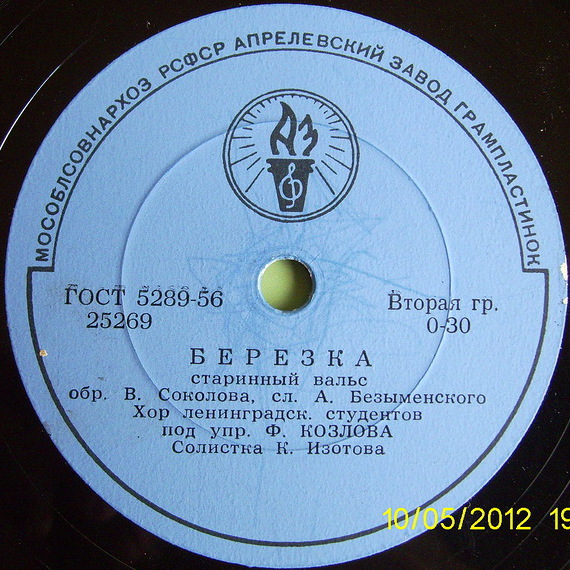 МОСОБЛСОВНАРХОЗ РСФСР АПРЕЛЕВСКИЙ ЗАВОД ГРАМПЛАСТИНОК
АЗ
ГОСТ 5289-56
25269
Вторая гр.
0-30
БЕРЕЗКА
старинный вальс
обр. В. Соколова, сл. А. Безыменского
Хор ленинградск. студентов
под упр. Ф. КОЗЛОВА
Солистка К. Изотова
10/05/2012 19